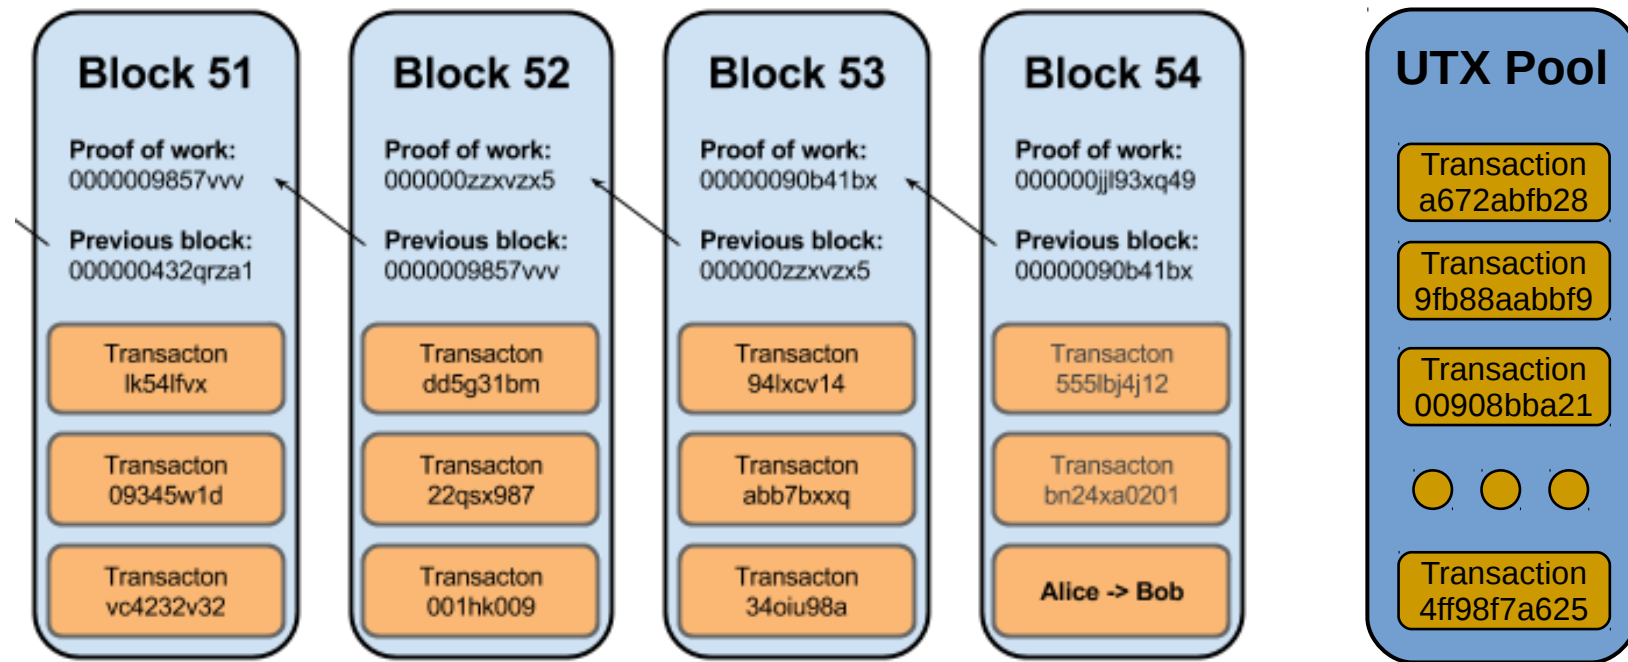 Block 51
Proof of work:
0000009857vvv
Previous block:
000000432qrza1
Transacton
lk54lfvx
Transacton
09345w1d
Transacton
vc4232v32
Block 52
Proof of work:
000000zzxvzx5
Previous block:
0000009857vvv
Transacton
dd5g31bm
Transacton
22qsx987
Transacton
001hk009
Block 53
Proof of work:
00000090b41bx
Previous block:
000000zzxvzx5
Transacton
94lxcv14
Transacton
abb7bxxq
Transacton
34oiu98a
Block 54
Proof of work:
000000jjl93xq49
Previous block:
00000090b41bx
Transacton
555lbj4j12
Transacton
bn24xa0201
Alice -> Bob
UTX Pool
Transaction
a672abfb28
Transaction
9fb88aabbf9
Transaction
00908bba21
Transaction
4ff98f7a625